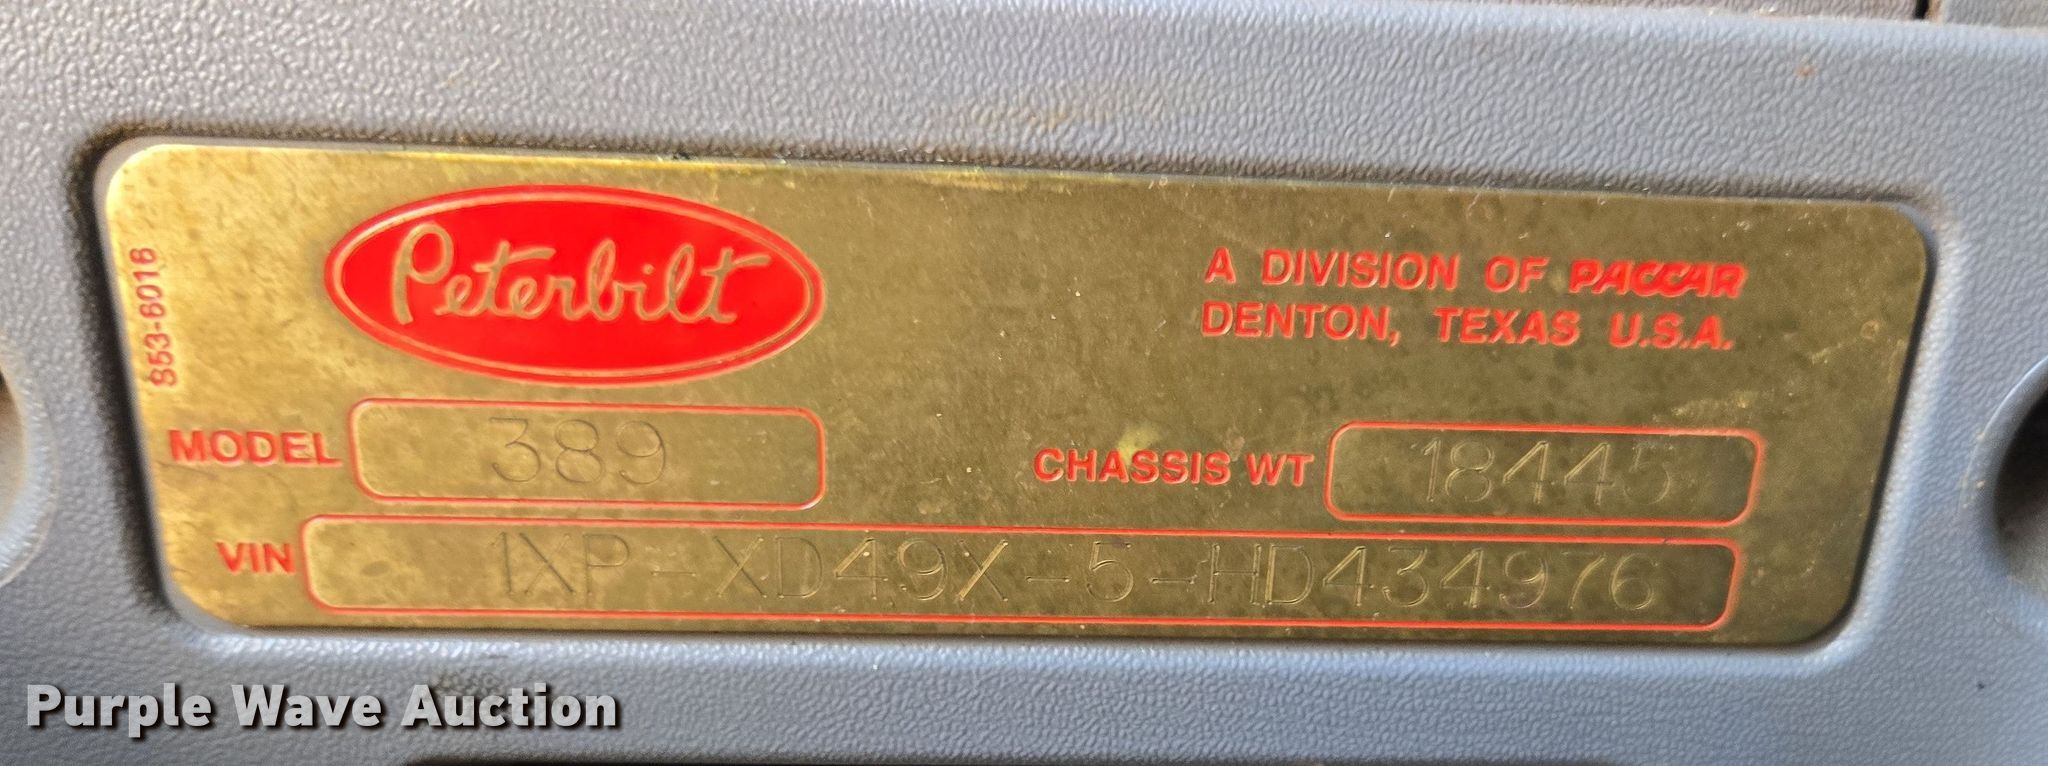 S53-6016
Peterbilt
A DIVISION OF PACCAR
DENTON, TEXAS U.S.A.
MODEL 389
CHASSIS WT 18445
VIN 1XP-XD49X-5-HD434976
Purple Wave Auction